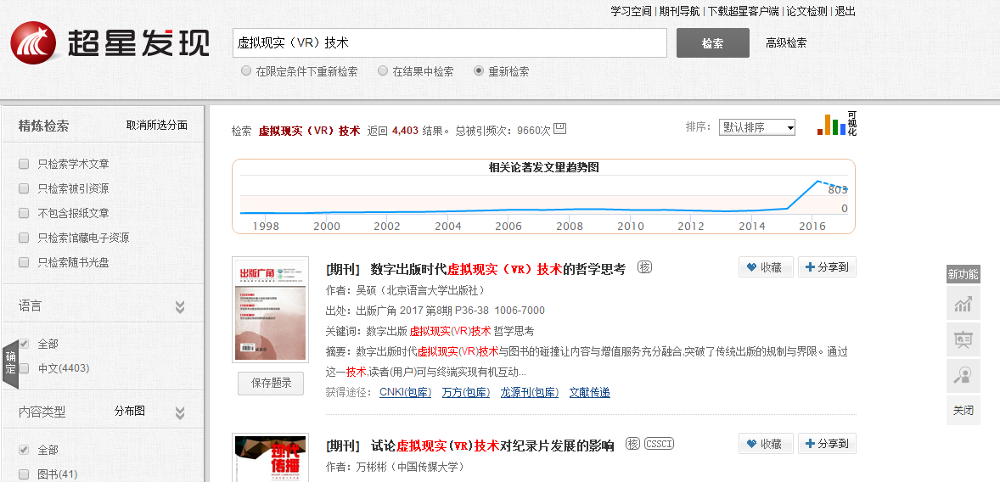 学习空间 | 期刊导航 | 下载超星客户端 | 论文检测 | 退出
超星发现
虚拟现实（VR）技术
检索
高级检索
在限定条件下重新检索 在结果中检索 重新检索
精炼检索 取消所选分面
只检索学术文章
只检索被引资源
不包含报纸文章
只检索馆藏电子资源
只检索随书光盘
语言
全部
中文(4403)
确定
内容类型 分布图
全部
图书(41)
检索 虚拟现实（VR）技术 返回 4,403 结果。 总被引频次：9660次
排序： 默认排序
可视化
相关论著发文量趋势图
803
0
1998 2000 2002 2004 2006 2008 2010 2012 2014 2016
出版广角
[期刊] 数字出版时代虚拟现实（VR）技术的哲学思考 核
收藏 分享到
作者：吴硕（北京语言大学出版社）
出处：出版广角 2017 第8期 P36-38 1006-7000
关键词：数字出版 虚拟现实(VR)技术 哲学思考
摘要：数字出版时代虚拟现实(VR)技术与图书的碰撞让内容与增值服务充分融合,突破了传统出版的规制与界限。通过
这一技术,读者(用户)可与终端实现有机互动...
保存题录
获得途径： CNKI(包库) 万方(包库) 龙源刊(包库) 文献传递
现代传播
[期刊] 试论虚拟现实(VR)技术对纪录片发展的影响 核 CSSCI
收藏 分享到
作者：万彬彬（中国传媒大学）
新功能
关闭